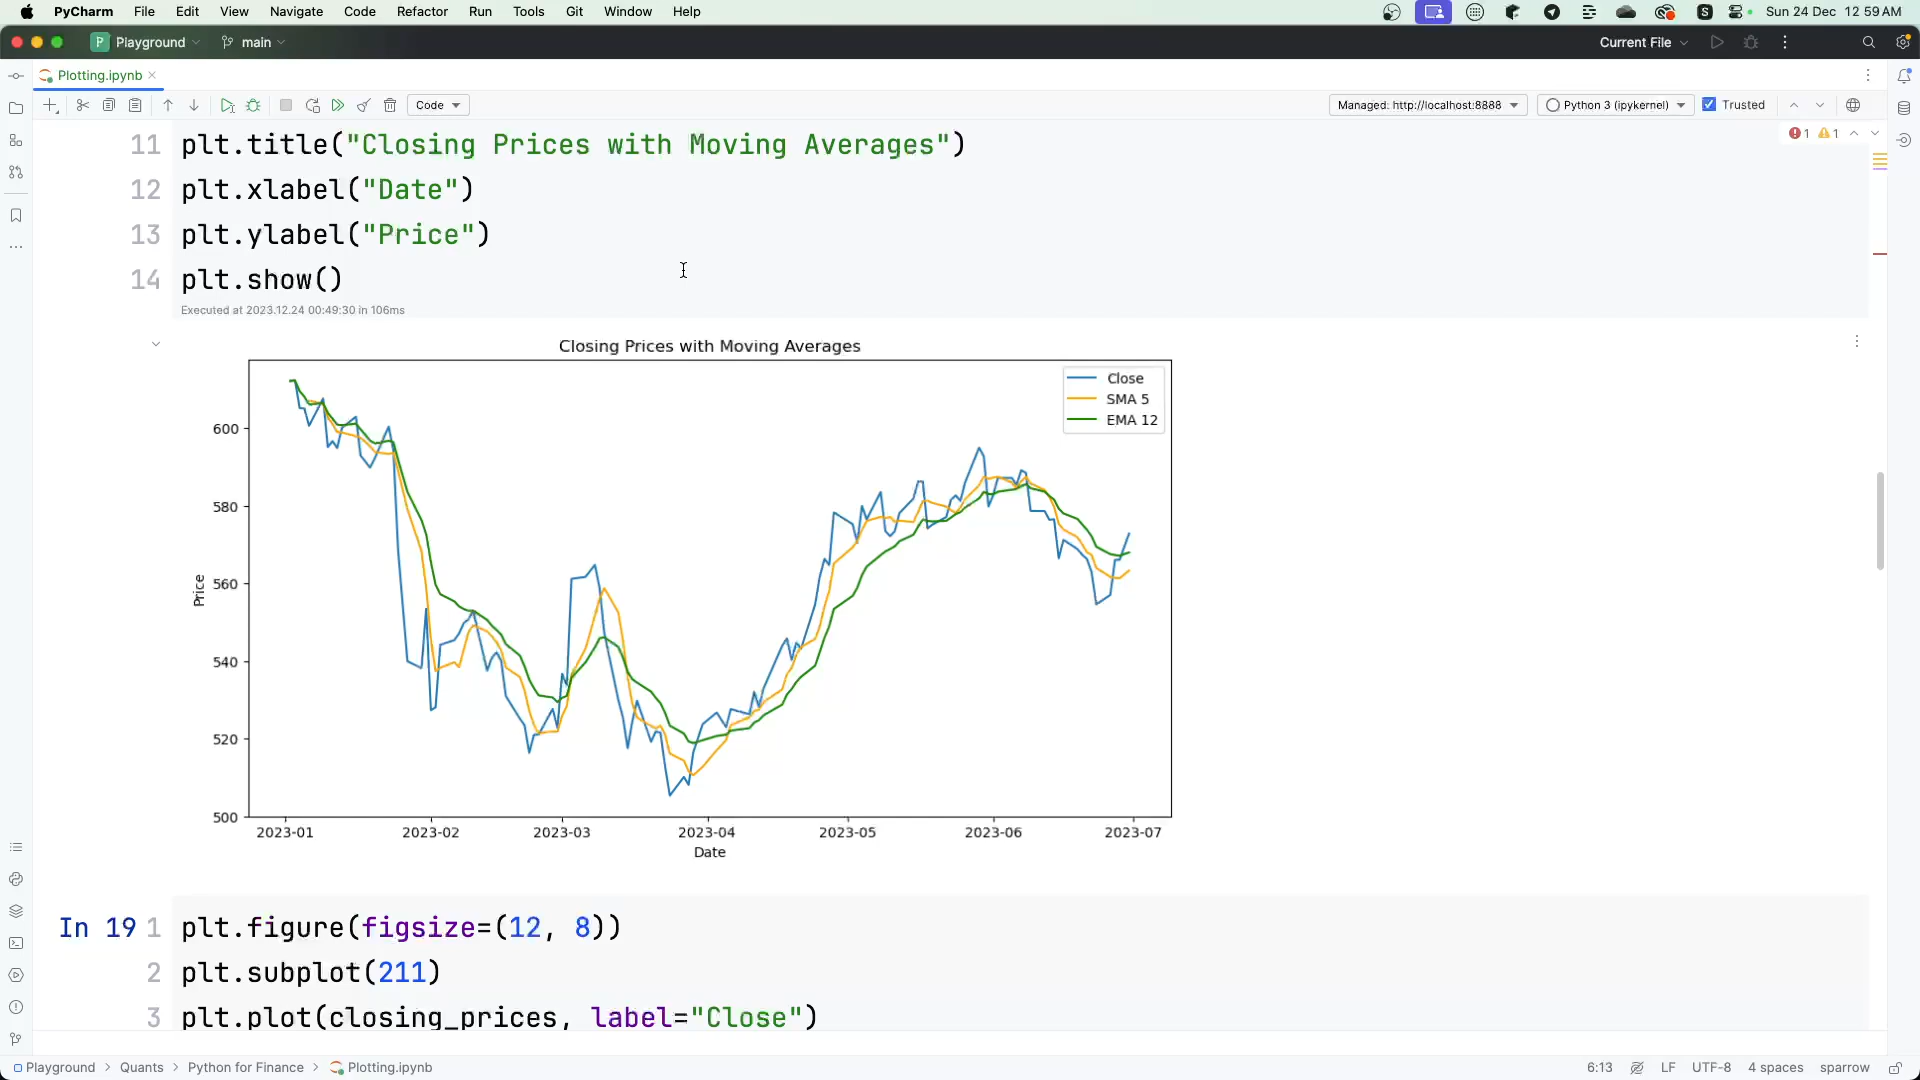 PyCharm File Edit View Navigate Code Refactor Run Tools Git Window Help Sun 24 Dec 12 59 AM
P Playground main Current File
Plotting.ipynb
Code Managed: http://localhost:8888 Python 3 (ipykernel) Trusted
1 1
11 plt.title("Closing Prices with Moving Averages")
12 plt.xlabel("Date")
13 plt.ylabel("Price")
14 plt.show()
Executed at 2023.12.24 00:49:30 in 106ms
Closing Prices with Moving Averages
Close
SMA 5
EMA 12
600
580
560
540
520
500
Price
2023-01 2023-02 2023-03 2023-04 2023-05 2023-06 2023-07
Date
In 19 1 plt.figure(figsize=(12, 8))
2 plt.subplot(211)
3 plt.plot(closing_prices, label="Close")
Playground > Quants > Python for Finance > Plotting.ipynb 6:13 LF UTF-8 4 spaces sparrow